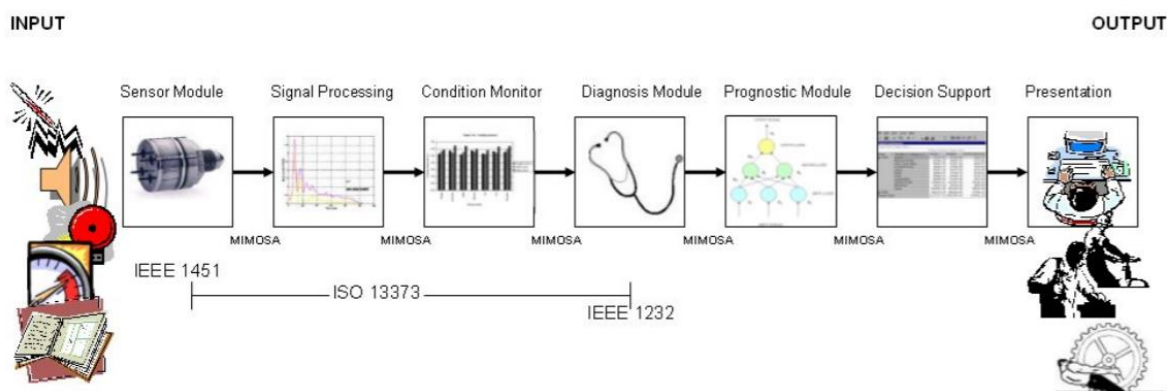 INPUT
OUTPUT
Sensor Module
Signal Processing
Condition Monitor
Diagnosis Module
Prognostic Module
Decision Support
Presentation
MIMOSA
MIMOSA
MIMOSA
MIMOSA
MIMOSA
MIMOSA
IEEE 1451
ISO 13373
IEEE 1232